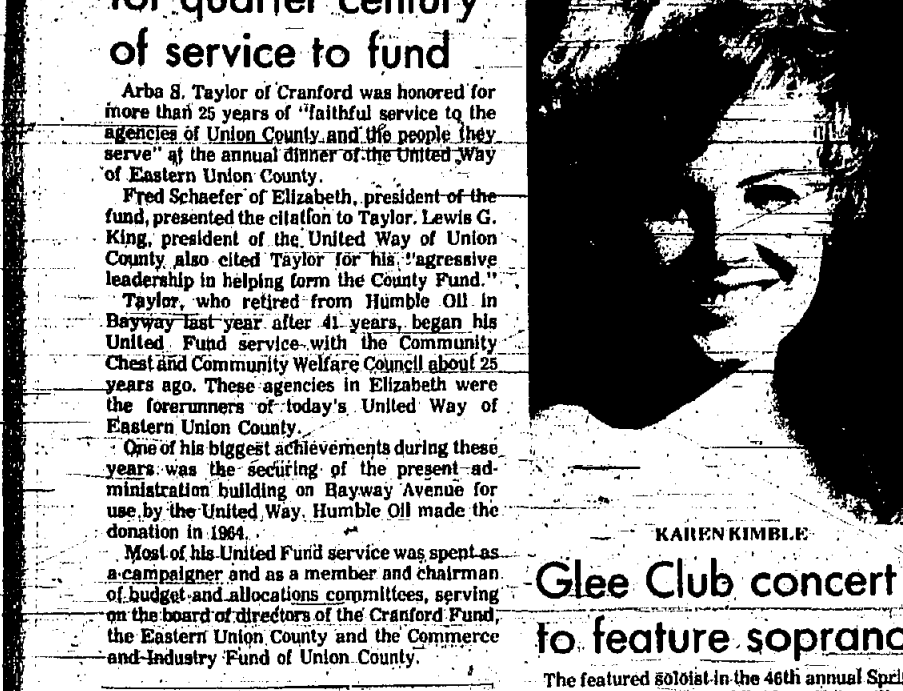 for quarter century
of service to fund
Arba S. Taylor of Cranford was honored for
more than 25 years of "faithful service to the
agencies of Union County and the people they
serve" at the annual dinner of the United Way
of Eastern Union County.
Fred Schaefer of Elizabeth, president of the
fund, presented the citation to Taylor. Lewis G.
King, president of the United Way of Union
County also cited Taylor for his "agressive
leadership in helping form the County Fund."
Taylor, who retired from Humble Oil in
Bayway last year after 41 years, began his
United Fund service with the Community
Chest and Community Welfare Council about 25
years ago. These agencies in Elizabeth were
the forerunners of today's United Way of
Eastern Union County.
One of his biggest achievements during these
years was the securing of the present ad-
ministration building on Bayway Avenue for
use by the United Way. Humble Oil made the
donation in 1964.
Most of his United Fund service was spent as
a campaigner and as a member and chairman
of budget and allocations committees, serving
on the board of directors of the Cranford Fund,
the Eastern Union County and the Commerce
and Industry Fund of Union County.
KAREN KIMBLE
Glee Club concert
to feature soprano
The featured soloist in the 46th annual Spri